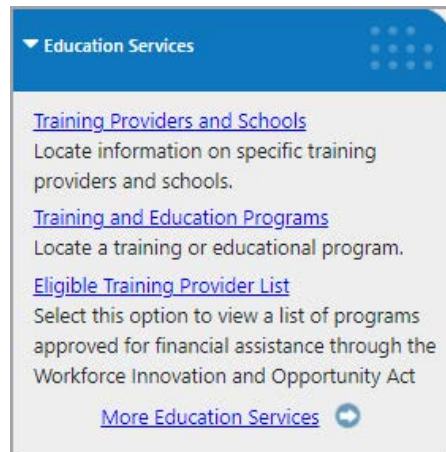 Education Services
Training Providers and Schools
Locate information on specific training
providers and schools.
Training and Education Programs
Locate a training or educational program.
Eligible Training Provider List
Select this option to view a list of programs
approved for financial assistance through the
Workforce Innovation and Opportunity Act
More Education Services